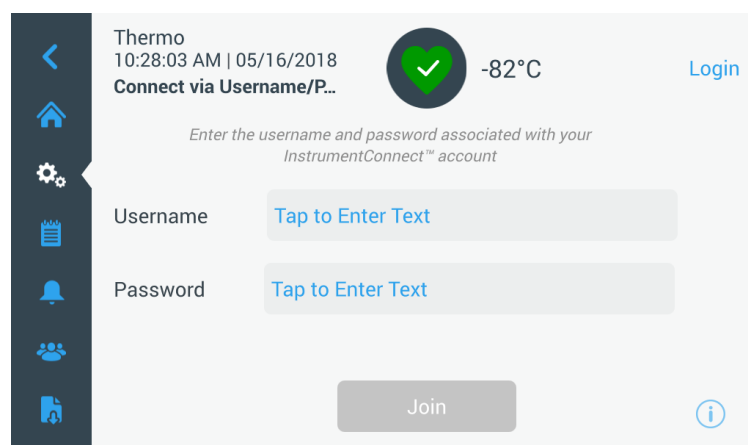 Thermo
10:28:03 AM | 05/16/2018
Connect via Username/P...
-82°C
Login
Enter the username and password associated with your
InstrumentConnect™ account
Username
Tap to Enter Text
Password
Tap to Enter Text
Join